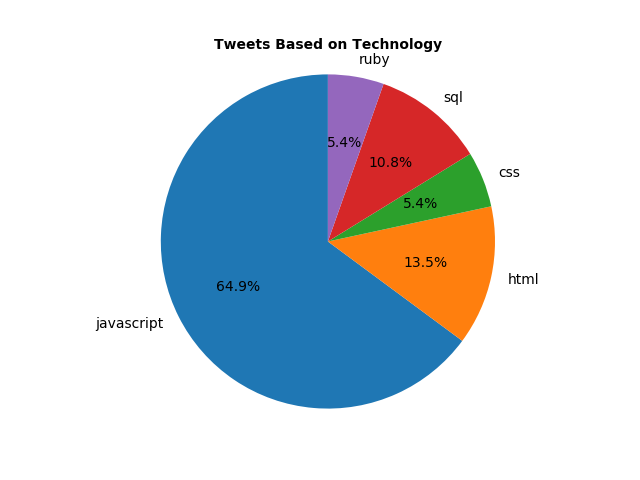 Tweets Based on Technology
ruby
sql
5.4%
10.8%
css
5.4%
13.5%
html
64.9%
javascript